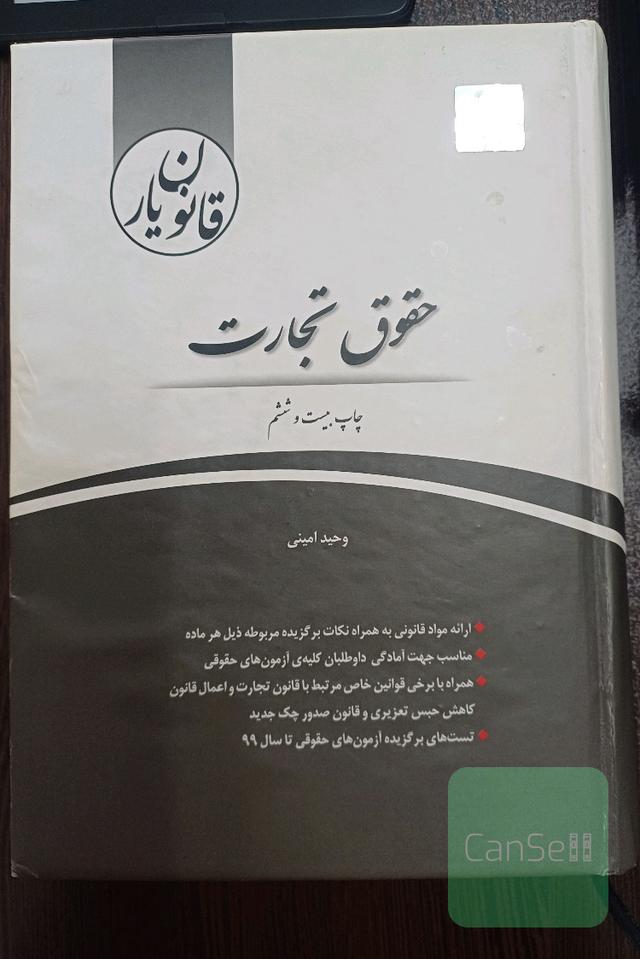 قانون یار
حقوق تجارت
چاپ بیست و ششم
وحید امینی
ارائه مواد قانونی به همراه نکات برگزیده مربوطه ذیل هر ماده
مناسب جهت آمادگی داوطلبان کلیه‌ی آزمون‌های حقوقی
همراه با برخی قوانین خاص مرتبط با قانون تجارت و اعمال قانون
کاهش حبس تعزیری و قانون صدور چک جدید
تست‌های برگزیده آزمون‌های حقوقی تا سال ۹۹
CanSell